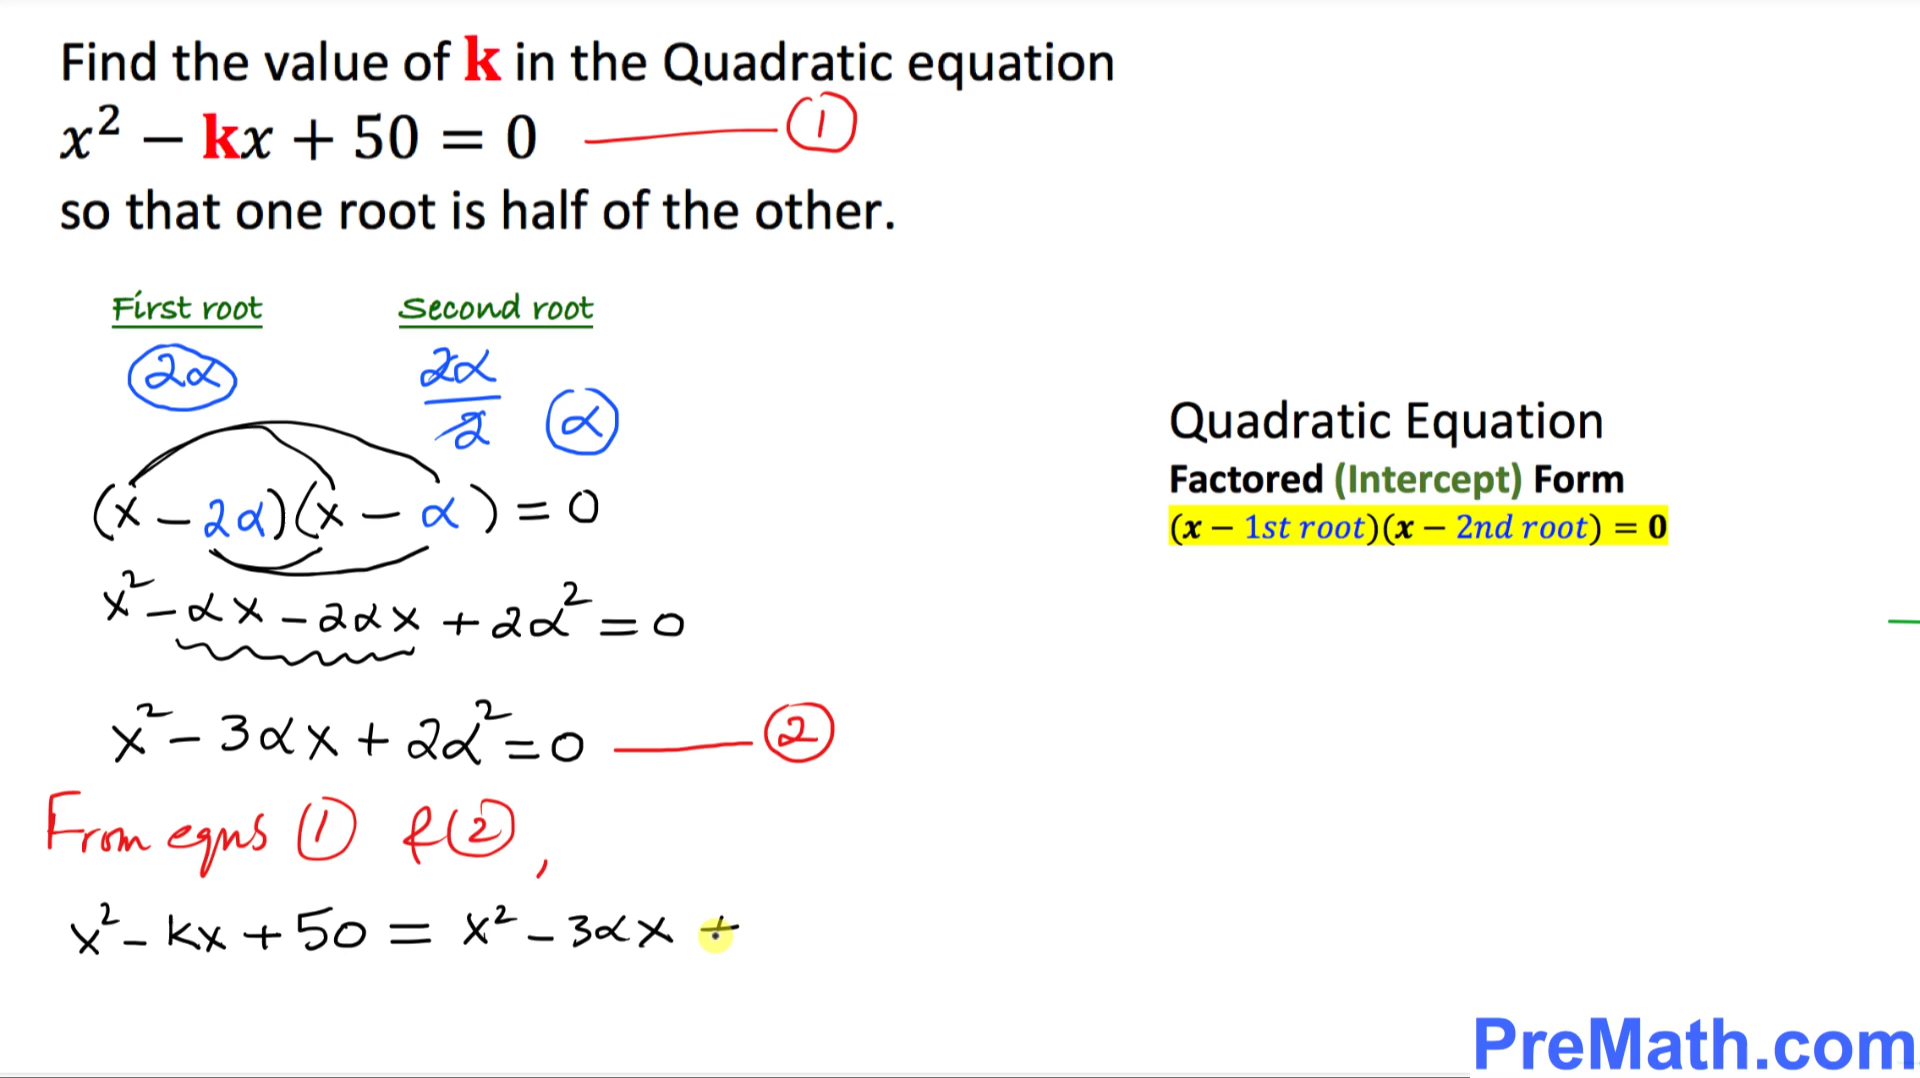 Find the value of k in the Quadratic equation
x² − kx + 50 = 0 ——— ①
so that one root is half of the other.
First root Second root
2α 2α/2 α
(x − 2α)(x − α) = 0
x² − αx − 2αx + 2α² = 0
x² − 3αx + 2α² = 0 ——— ②
From eqns ① & ②,
x² − kx + 50 = x² − 3αx +
Quadratic Equation
Factored (Intercept) Form
(x − 1st root)(x − 2nd root) = 0
PreMath.com